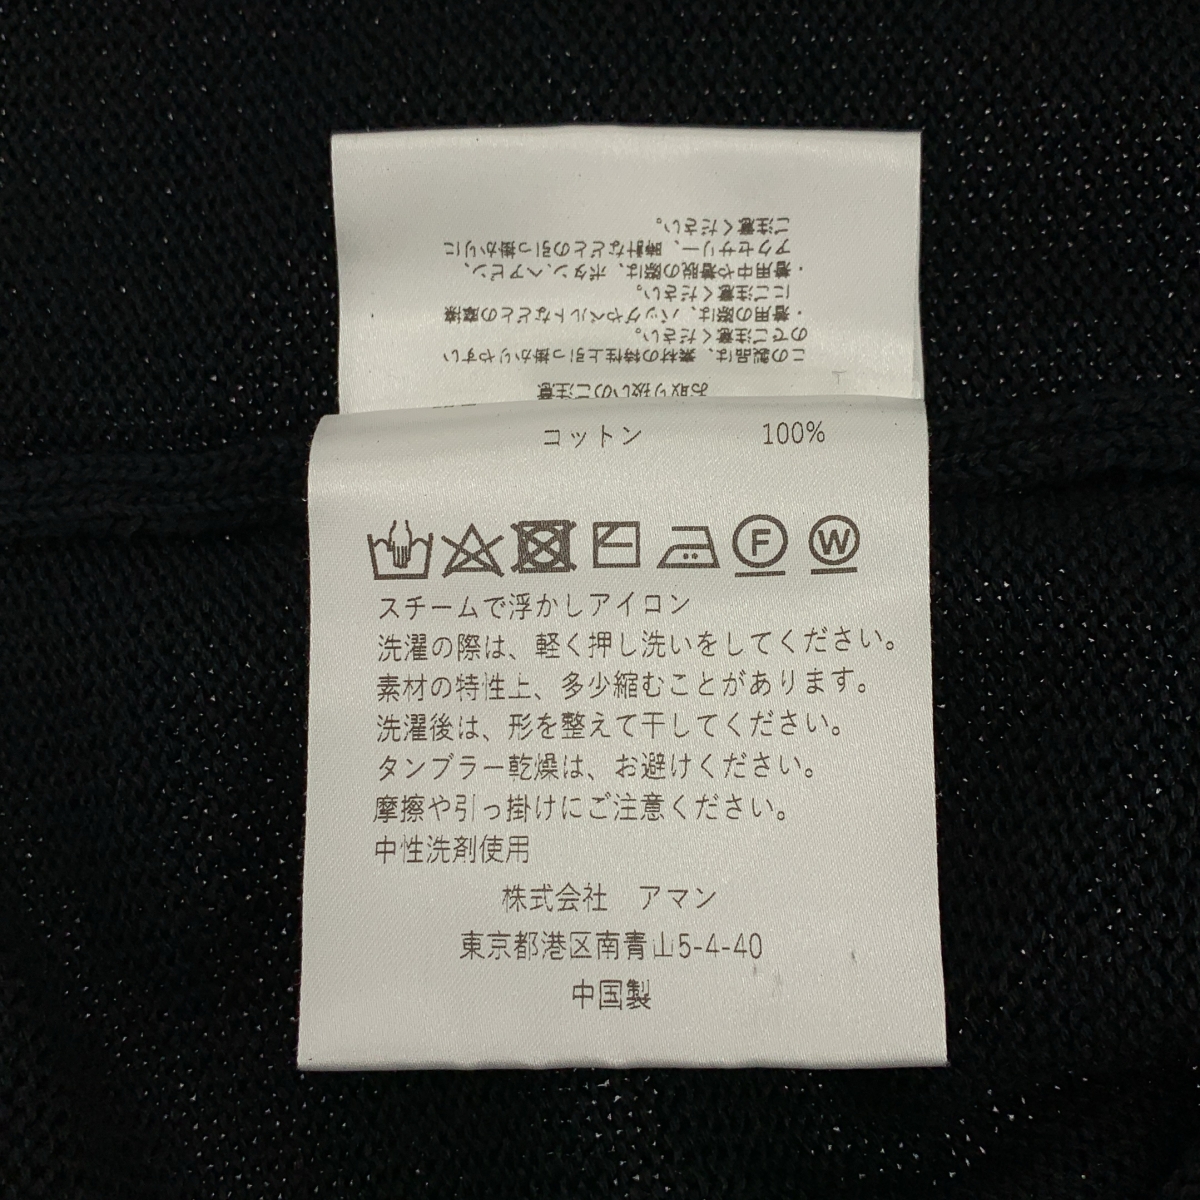 ご注意ください。
アクセサリー、時計などとの引っ掛かりに
・着用中や着脱の際は、ボタン、ヘアピン、
にご注意ください。
・着用の際は、バッグやベルトなどとの摩擦
のでご注意ください。
この製品は、素材の特性上引っ掛かりやすい
お取り扱いのご注意
コットン 100%
F W
スチームで浮かしアイロン
洗濯の際は、軽く押し洗いをしてください。
素材の特性上、多少縮むことがあります。
洗濯後は、形を整えて干してください。
タンブラー乾燥は、お避けください。
摩擦や引っ掛けにご注意ください。
中性洗剤使用
株式会社 アマン
東京都港区南青山5-4-40
中国製